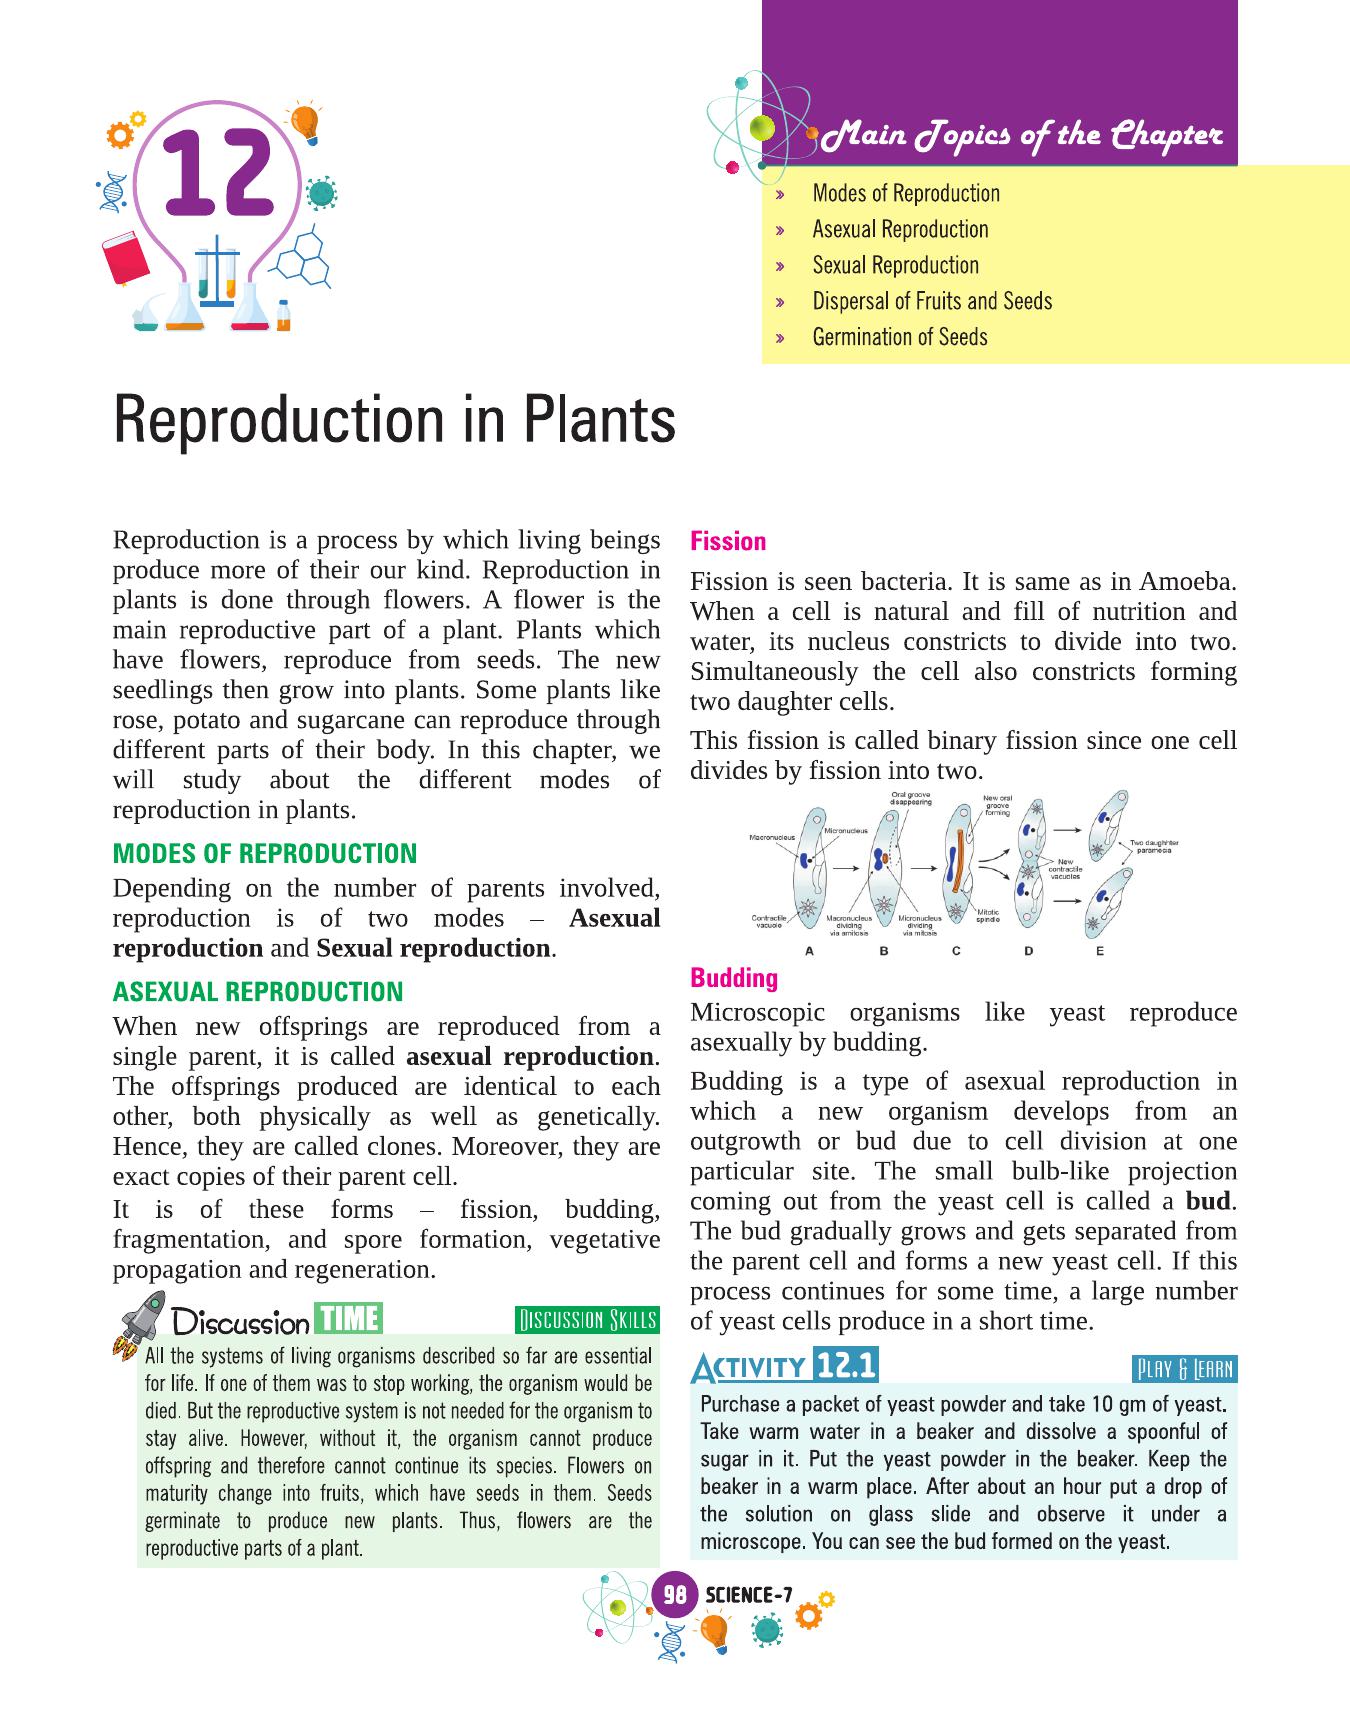 12
Main Topics of the Chapter
» Modes of Reproduction
» Asexual Reproduction
» Sexual Reproduction
» Dispersal of Fruits and Seeds
» Germination of Seeds
Reproduction in Plants
Reproduction is a process by which living beings
produce more of their our kind. Reproduction in
plants is done through flowers. A flower is the
main reproductive part of a plant. Plants which
have flowers, reproduce from seeds. The new
seedlings then grow into plants. Some plants like
rose, potato and sugarcane can reproduce through
different parts of their body. In this chapter, we
will study about the different modes of
reproduction in plants.
MODES OF REPRODUCTION
Depending on the number of parents involved,
reproduction is of two modes – Asexual
reproduction and Sexual reproduction.
ASEXUAL REPRODUCTION
When new offsprings are reproduced from a
single parent, it is called asexual reproduction.
The offsprings produced are identical to each
other, both physically as well as genetically.
Hence, they are called clones. Moreover, they are
exact copies of their parent cell.
It is of these forms – fission, budding,
fragmentation, and spore formation, vegetative
propagation and regeneration.
Discussion TIME
DISCUSSION SKILLS
All the systems of living organisms described so far are essential
for life. If one of them was to stop working, the organism would be
died. But the reproductive system is not needed for the organism to
stay alive. However, without it, the organism cannot produce
offspring and therefore cannot continue its species. Flowers on
maturity change into fruits, which have seeds in them. Seeds
germinate to produce new plants. Thus, flowers are the
reproductive parts of a plant.
Fission
Fission is seen bacteria. It is same as in Amoeba.
When a cell is natural and fill of nutrition and
water, its nucleus constricts to divide into two.
Simultaneously the cell also constricts forming
two daughter cells.
This fission is called binary fission since one cell
divides by fission into two.
Oral groove
disappearing
New oral
groove
forming
Macronucleus
Micronucleus
Two daughhter
paramecia
New
contractile
vacuoles
Contractile
vacuole
Macronucleus
dividing
via amitosis
Micronucleus
dividing
via mitosis
Mitotic
spindle
A B C D E
Budding
Microscopic organisms like yeast reproduce
asexually by budding.
Budding is a type of asexual reproduction in
which a new organism develops from an
outgrowth or bud due to cell division at one
particular site. The small bulb-like projection
coming out from the yeast cell is called a bud.
The bud gradually grows and gets separated from
the parent cell and forms a new yeast cell. If this
process continues for some time, a large number
of yeast cells produce in a short time.
ACTIVITY 12.1
PLAY & LEARN
Purchase a packet of yeast powder and take 10 gm of yeast.
Take warm water in a beaker and dissolve a spoonful of
sugar in it. Put the yeast powder in the beaker. Keep the
beaker in a warm place. After about an hour put a drop of
the solution on glass slide and observe it under a
microscope. You can see the bud formed on the yeast.
98 SCIENCE-7